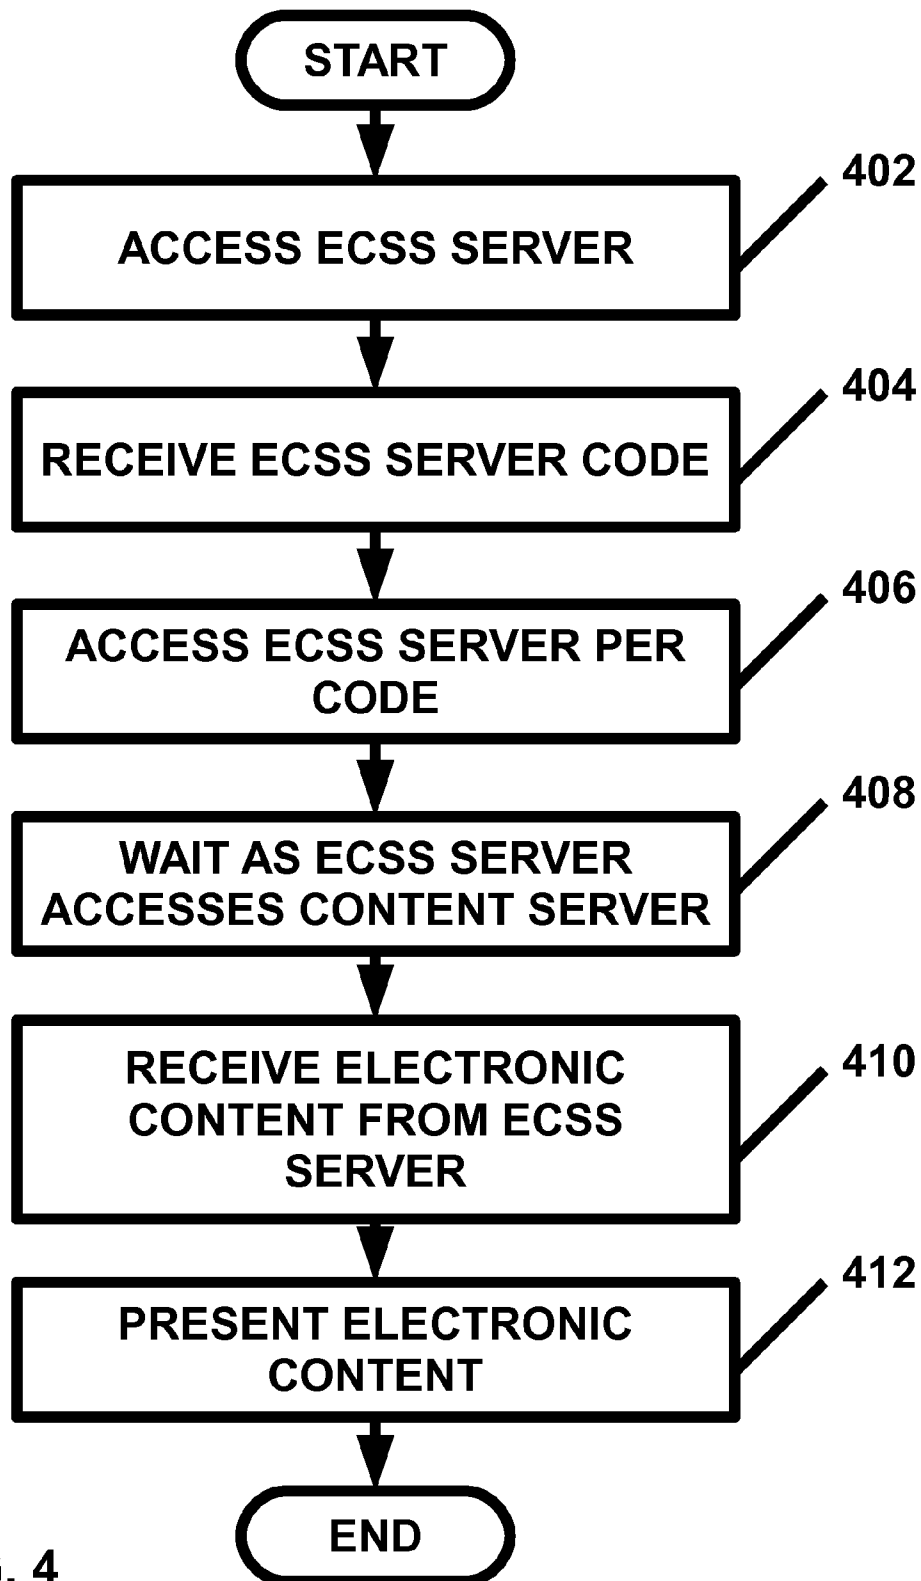 START
402
ACCESS ECSS SERVER
404
RECEIVE ECSS SERVER CODE
406
ACCESS ECSS SERVER PER
CODE
408
WAIT AS ECSS SERVER
ACCESSES CONTENT SERVER
410
RECEIVE ELECTRONIC
CONTENT FROM ECSS
SERVER
412
PRESENT ELECTRONIC
CONTENT
END
4